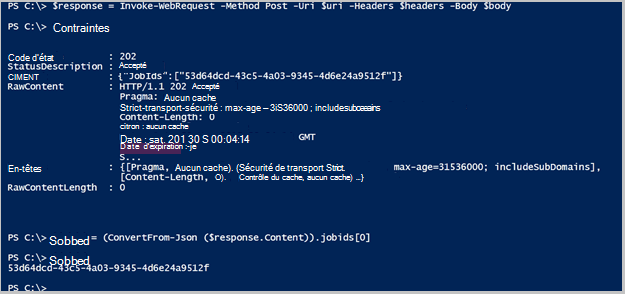 PS C:\> $response = Invoke-WebRequest -Method Post -Uri $uri -Headers $headers -Body $body
PS C:\> Contraintes
Code d'état : 202
StatusDescription : Accepté
CIMENT : {"JobIds":["53d64dcd-43c5-4a03-9345-4d6e24a9512f"]}
RawContent : HTTP/1.1 202 Accepté
Pragma: Aucun cache
Strict-transport-sécurité : max-age – 3iS36000 ; includesubdomains
Content-Length: 0
citron : aucun cache
Date : sat. 201 30 S 00:04:14 GMT
Date d'expiration :-je
S...
En-têtes : {[Pragma, Aucun cache). (Sécurité de transport Strict. max-age=31536000; includeSubDomains],
[Content-Length, O). Contrôle du cache, aucun cache) ...}
RawContentLength : 0
PS C:\> Sobbed = (ConvertFrom-Json ($response.Content)).jobids[0]
PS C:\> Sobbed
53d64dcd-43c5-4a03-9345-4d6e24a9512f
PS C:\>